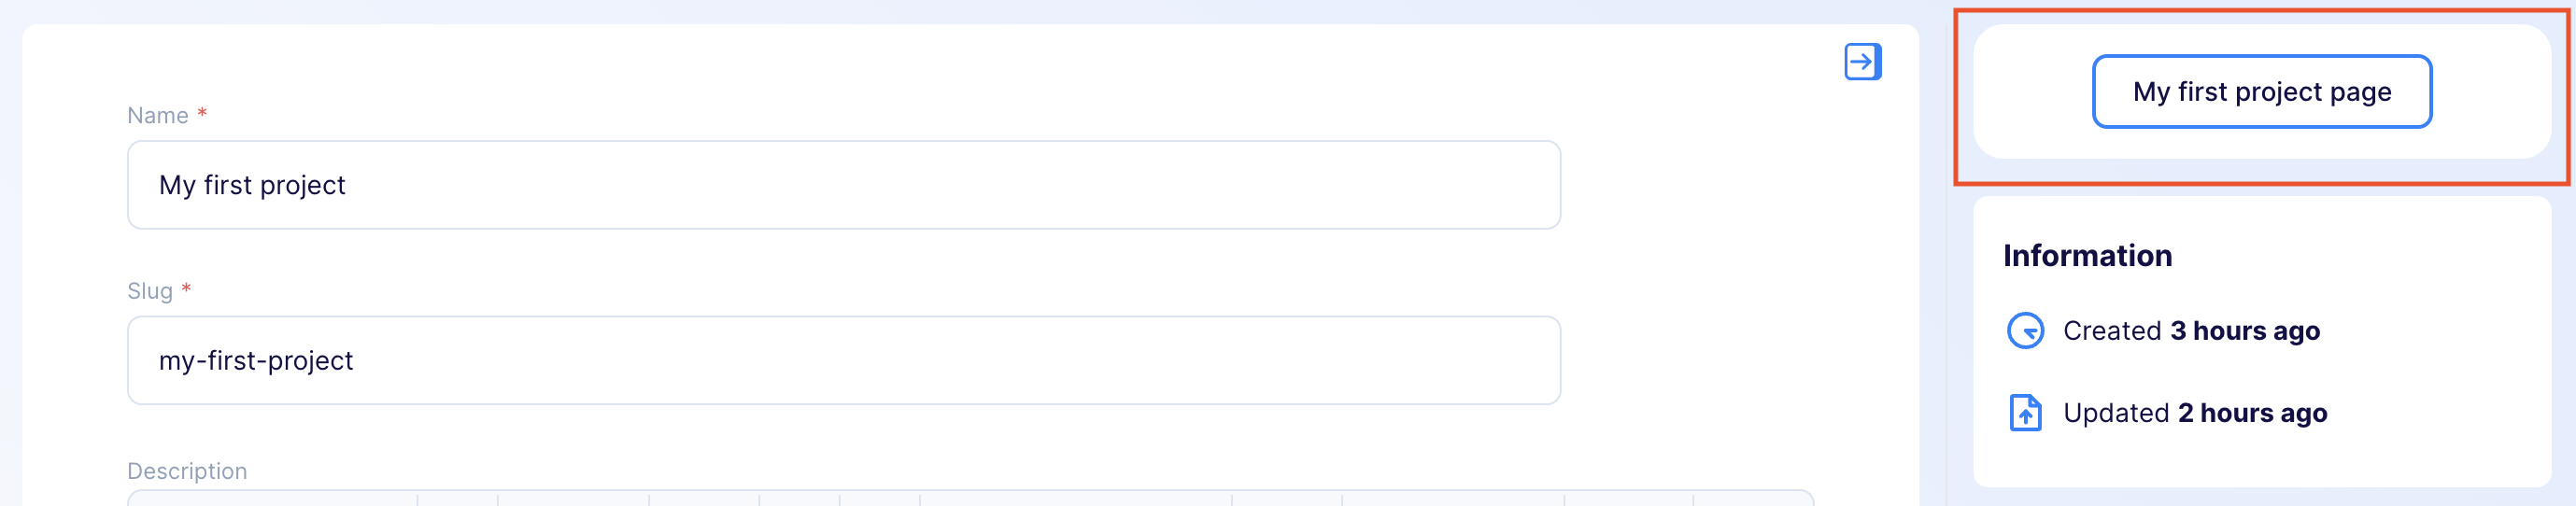 Name *
My first project
Slug *
my-first-project
Description
My first project page
Information
Created 3 hours ago
Updated 2 hours ago